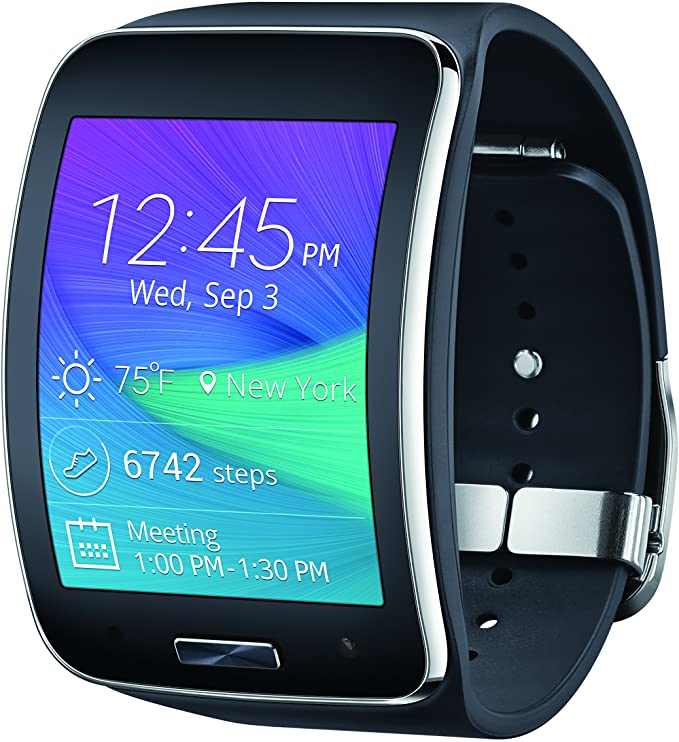 12:45 PM
Wed, Sep 3
75°F New York
6742 steps
Meeting
1:00 PM-1:30 PM